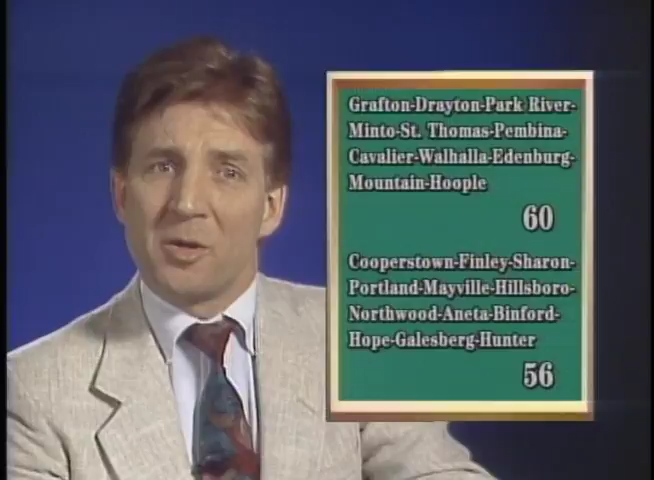 Grafton-Drayton-Park River-
Minto-St. Thomas-Pembina-
Cavalier-Walhalla-Edenburg-
Mountain-Hoople
60
Cooperstown-Finley-Sharon-
Portland-Mayville-Hillsboro-
Northwood-Aneta-Binford-
Hope-Galesberg-Hunter
56